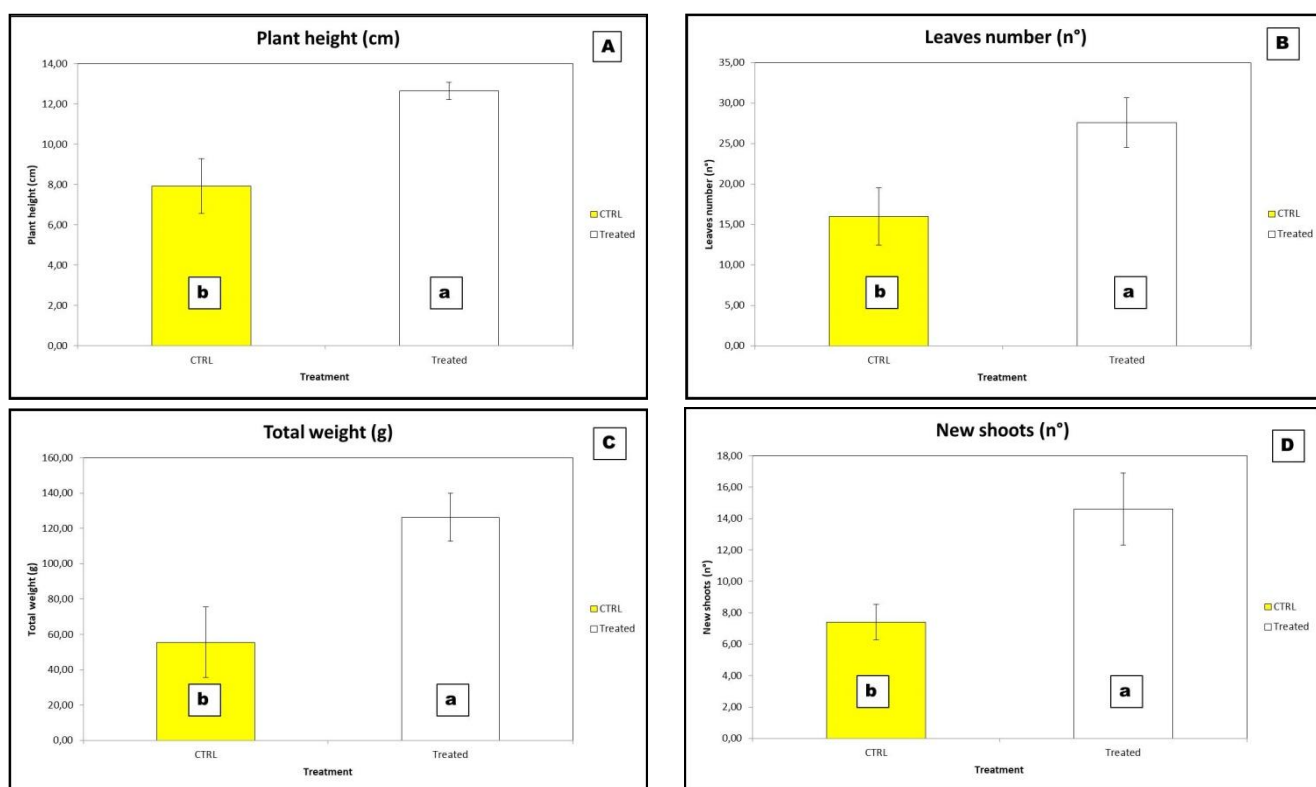 Plant height (cm)
A
14,00
12,00
10,00
8,00
6,00
4,00
2,00
0,00
Plant height (cm)
b
a
CTRL
Treated
Treatment
CTRL
Treated
Leaves number (n°)
B
35,00
30,00
25,00
20,00
15,00
10,00
5,00
0,00
Leaves number (n°)
b
a
CTRL
Treated
Treatment
CTRL
Treated
Total weight (g)
C
160,00
140,00
120,00
100,00
80,00
60,00
40,00
20,00
0,00
Total weight (g)
b
a
CTRL
Treated
Treatment
CTRL
Treated
New shoots (n°)
D
18,00
16,00
14,00
12,00
10,00
8,00
6,00
4,00
2,00
0,00
New shoots (n°)
b
a
CTRL
Treated
Treatment
CTRL
Treated